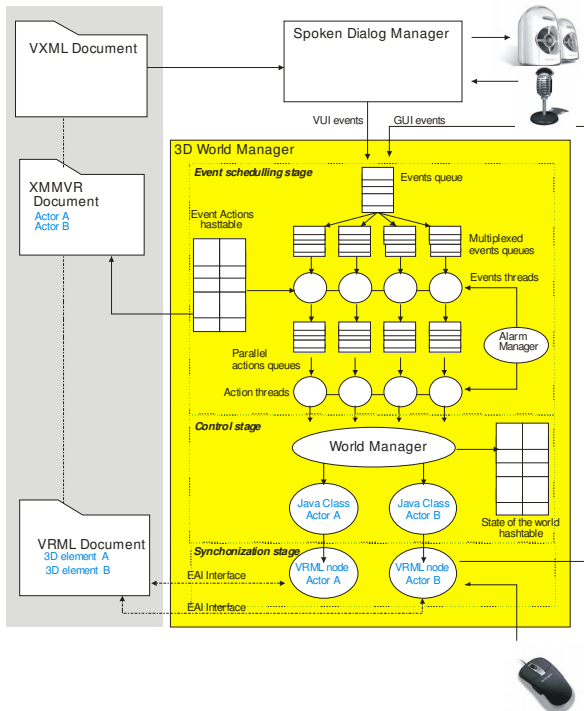 VXML Document
Spoken Dialog Manager
VUI events
GUI events
3D World Manager
Event schedulling stage
Events queue
XMMVR
Document
Actor A
Actor B
Event Actions
hasttable
Multiplexed
events queues
Events threads
Alarm
Manager
Parallel
actions queues
Action threads
Control stage
World Manager
Java Class
Actor A
Java Class
Actor B
State of the world
hashtable
VRML Document
3D element A
3D element B
Synchonization stage
VRML node
Actor A
VRML node
Actor B
EAI Interface
EAI Interface